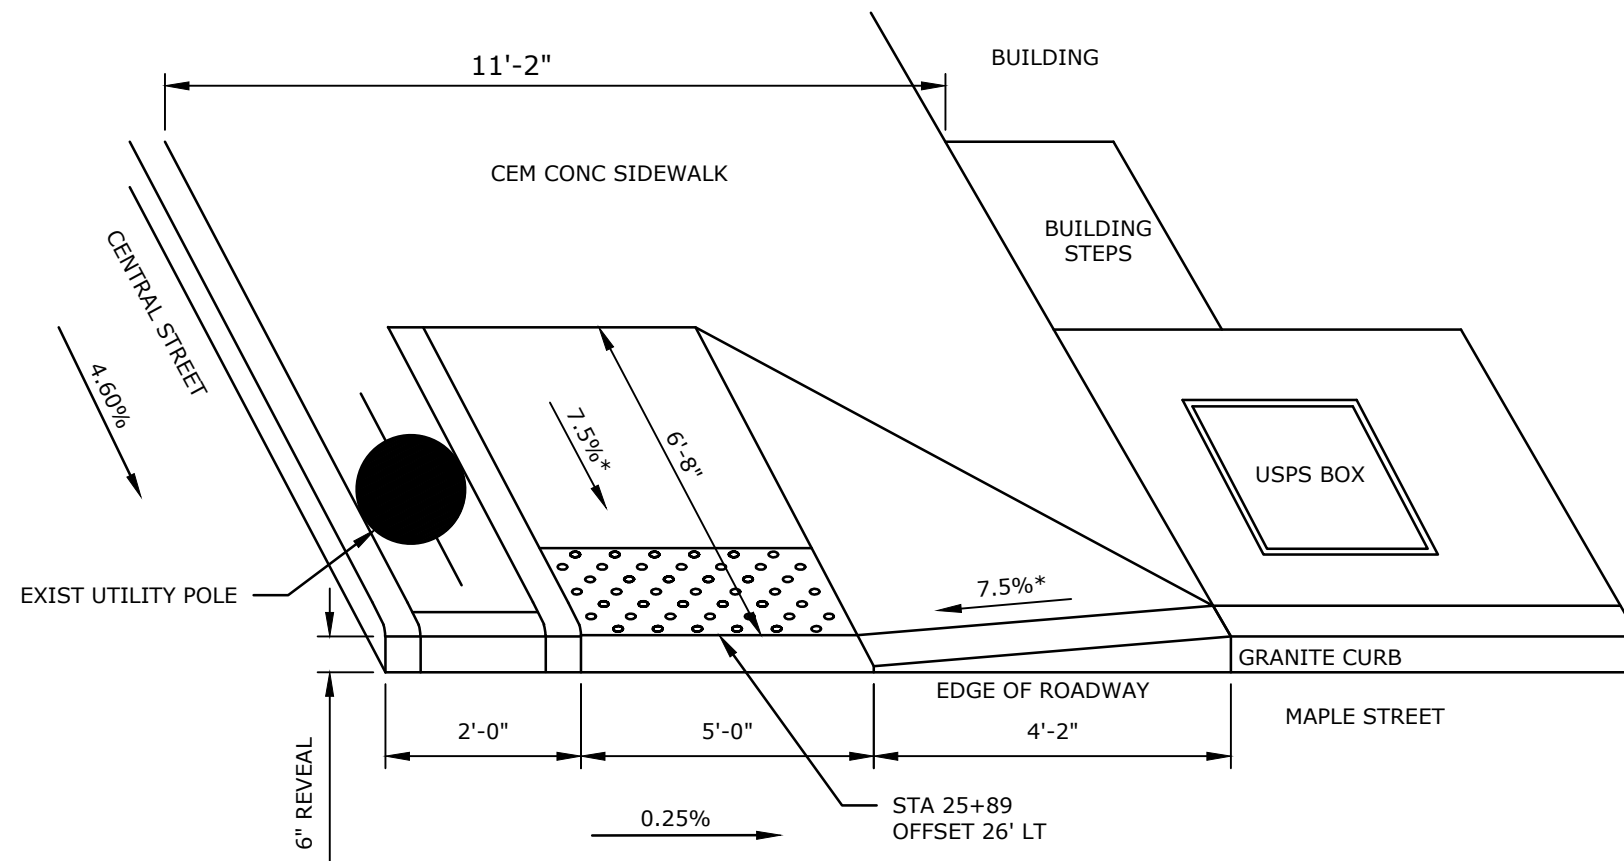 11'-2"
BUILDING
CEM CONC SIDEWALK
BUILDING
STEPS
CENTRAL STREET
4.60%
7.5%*
6'-8"
USPS BOX
EXIST UTILITY POLE
7.5%*
GRANITE CURB
EDGE OF ROADWAY
MAPLE STREET
2'-0"
5'-0"
4'-2"
6" REVEAL
0.25%
STA 25+89
OFFSET 26' LT